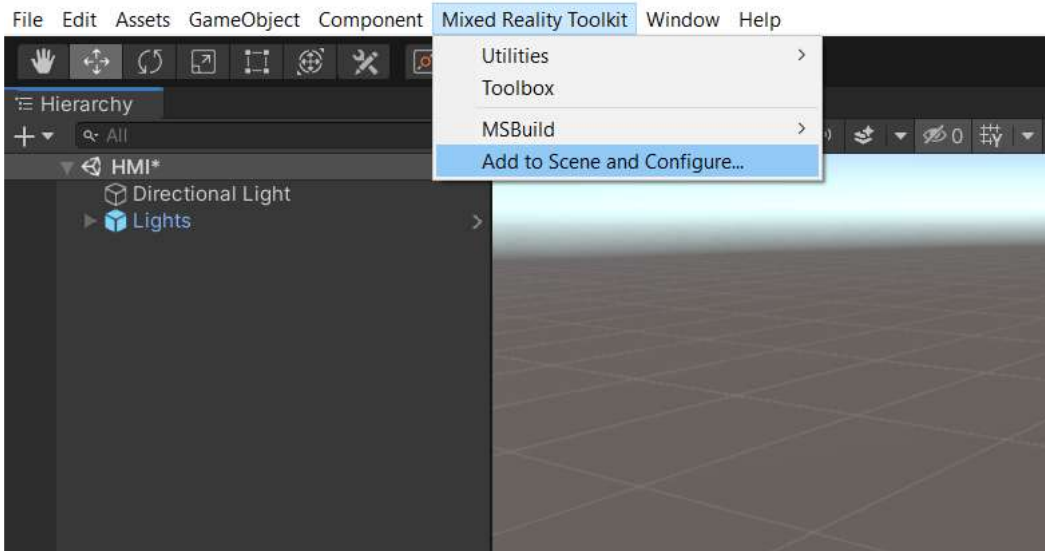 File Edit Assets GameObject Component Mixed Reality Toolkit Window Help
Utilities
Toolbox
MSBuild
Add to Scene and Configure...
Hierarchy
All
0
HMI*
Directional Light
Lights